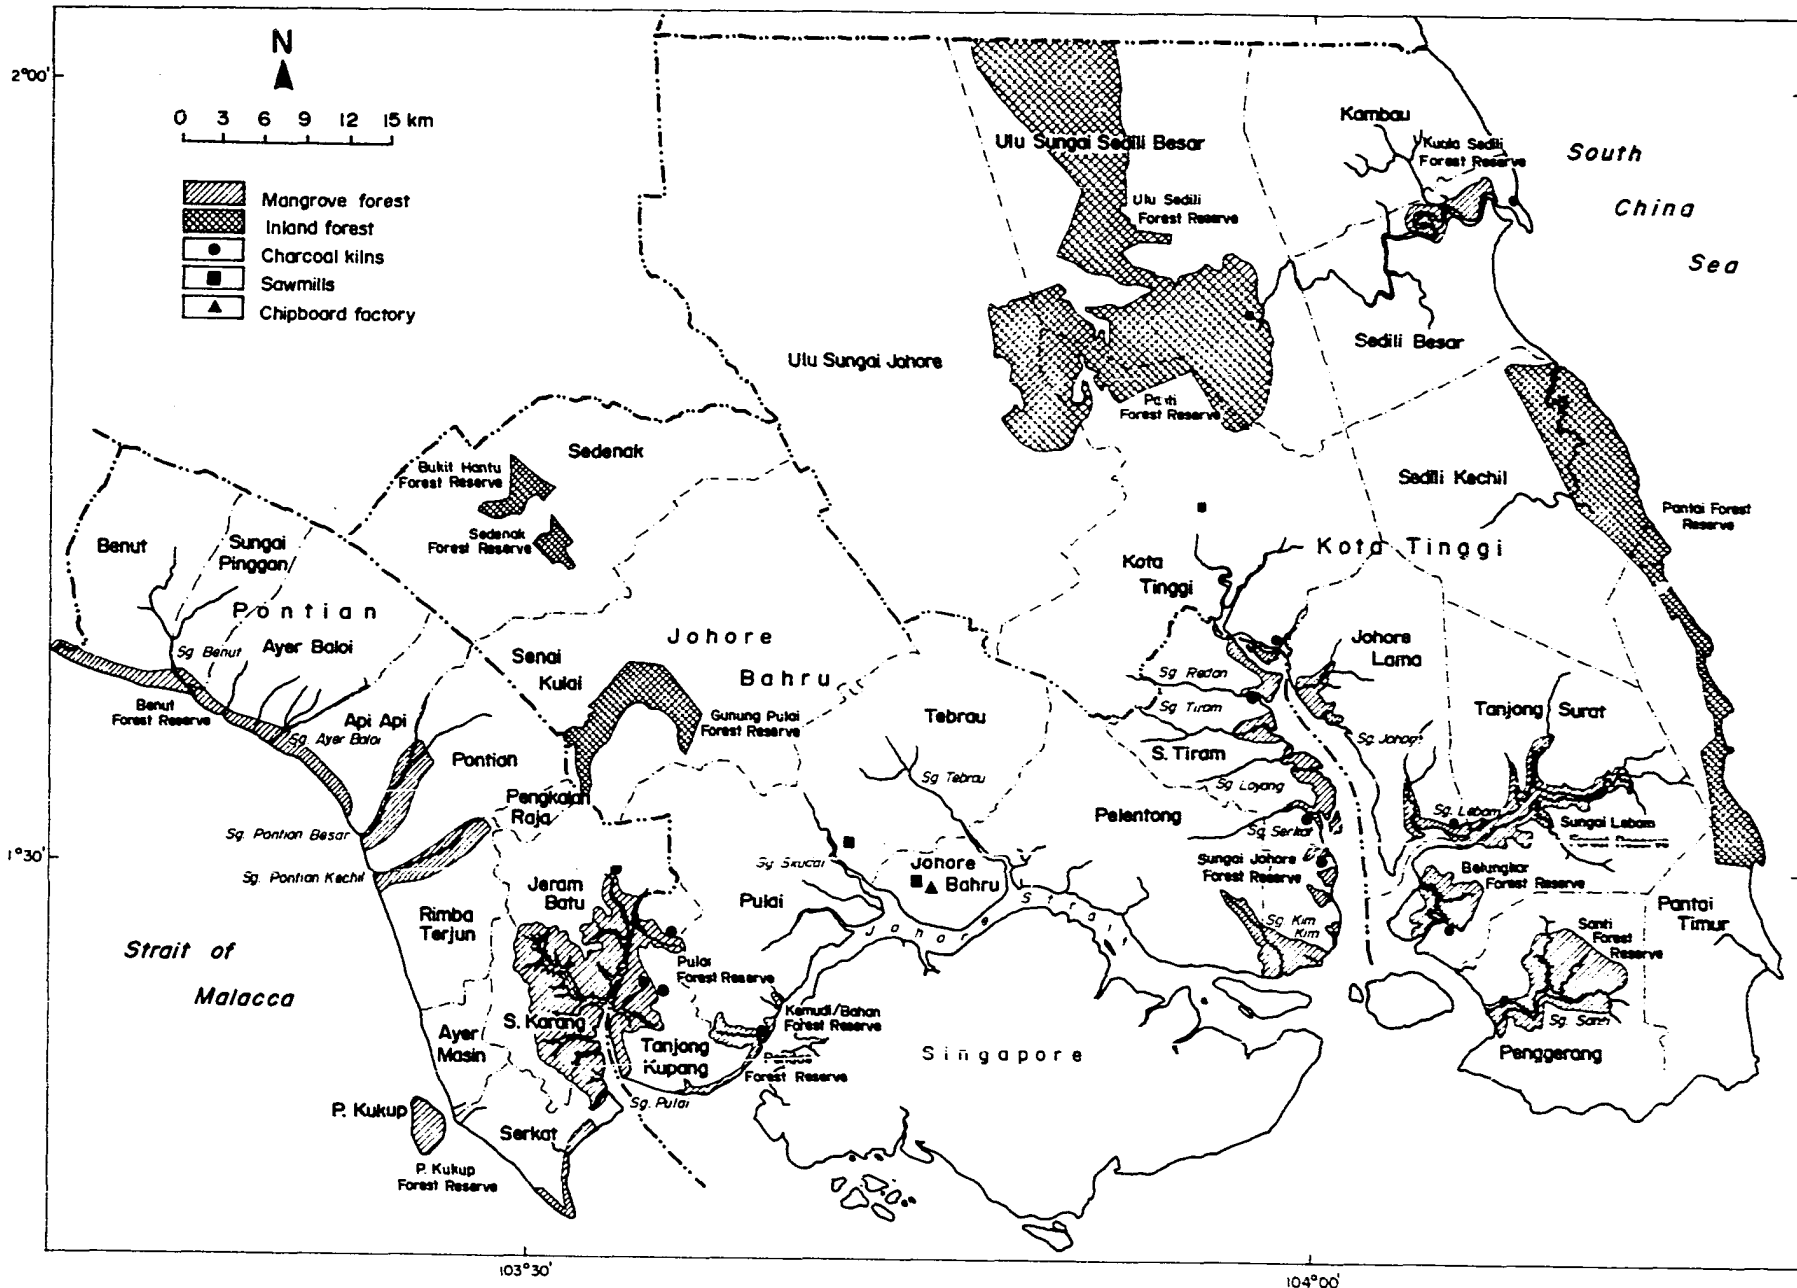 N
2°00'
0 3 6 9 12 15 km
Mangrove forest
Inland forest
Charcoal kilns
Sawmills
Chipboard factory
Kambau
Kuala Sedili
Forest Reserve
South
China
Sea
Ulu Sungai Sedili Besar
Ulu Sedili
Forest Reserve
Sedili Besar
Ulu Sungai Johore
Panti
Forest Reserve
Sedenak
Bukit Hantu
Forest Reserve
Sedenak
Forest Reserve
Sedili Kechil
Pantai Forest
Reserve
Benut
Sungai
Pinggan
Kota Tinggi
Kota
Tinggi
Pontian
Ayer Baloi
Sg Benut
Johore
Bahru
Senai
Kulai
Johore
Lama
Sg Redan
Sg Tiram
Benut
Forest Reserve
Api Api
Sg. Ayer Baloi
Gunung Pulai
Forest Reserve
Tebrau
Tanjong Surat
Sg. Johor
Pontian
S. Tiram
Sg Tebrau
Sg Layang
Pengkalan
Raja
Pelentong
Sg. Lebam
Sungai Lebam
Forest Reserve
Sg. Pontian Besar
Sg. Serkat
1°30'
Sg. Skudai
Johore
Bahru
Sungai Johore
Forest Reserve
Belungkor
Forest Reserve
Sg. Pontian Kechil
Jeram
Batu
Pulai
Johore Strait
Rimba
Terjun
Sg Kim
Kim
Pantai
Timur
Santi
Forest
Reserve
Strait of
Malacca
Pulai
Forest Reserve
Kemudi/Bahan
Forest Reserve
S. Karang
Sg. Santi
Ayer
Masin
Tanjong
Kupang
Forest Reserve
Singapore
Penggerang
P. Kukup
Sg. Pulai
Serkat
P. Kukup
Forest Reserve
103°30'
104°00'